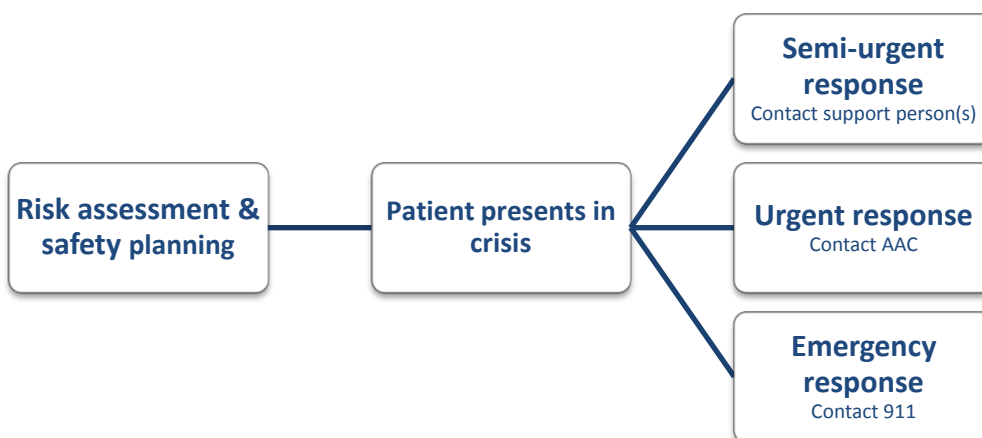 Risk assessment &
safety planning
Patient presents in
crisis
Semi-urgent
response
Contact support person(s)
Urgent response
Contact AAC
Emergency
response
Contact 911